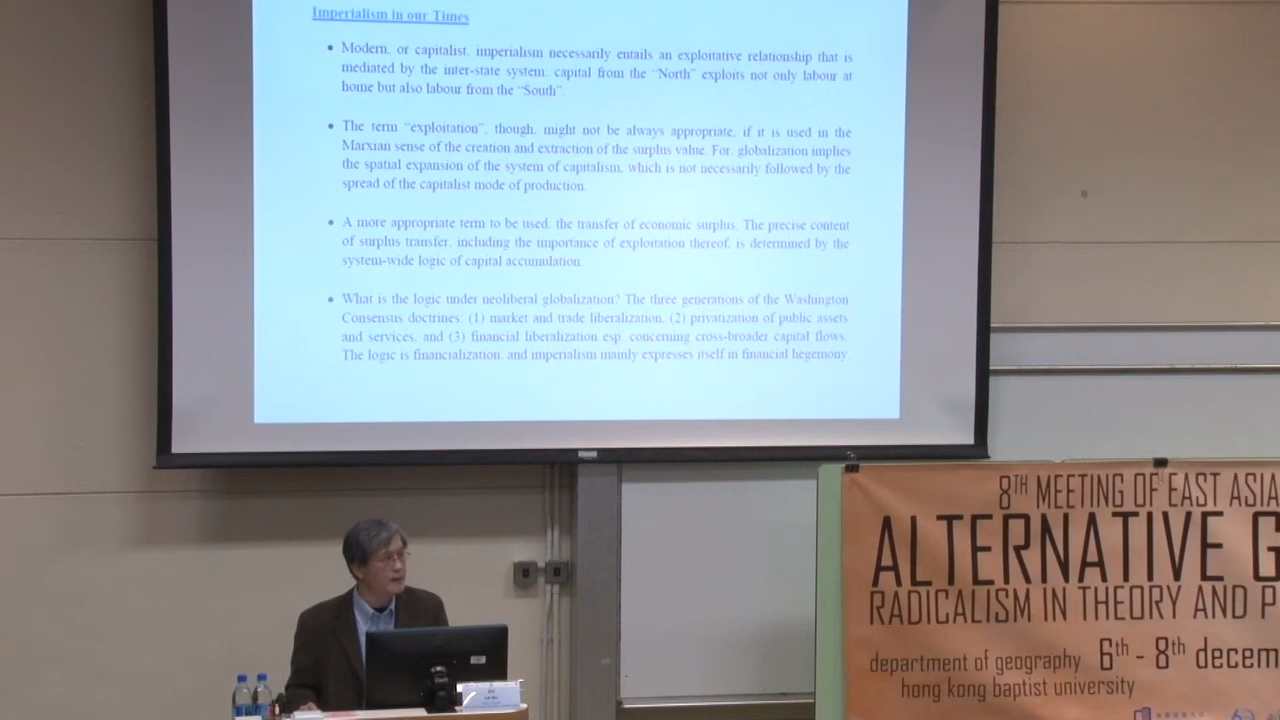 Imperialism in our Times
• Modern, or capitalist, imperialism necessarily entails an exploitative relationship that is
mediated by the inter-state system: capital from the “North” exploits not only labour at
home but also labour from the “South”.
• The term “exploitation”, though, might not be always appropriate, if it is used in the
Marxian sense of the creation and extraction of the surplus value. For, globalization implies
the spatial expansion of the system of capitalism, which is not necessarily followed by the
spread of the capitalist mode of production.
• A more appropriate term to be used: the transfer of economic surplus. The precise content
of surplus transfer, including the importance of exploitation thereof, is determined by the
system-wide logic of capital accumulation.
• What is the logic under neoliberal globalization? The three generations of the Washington
Consensus doctrines: (1) market and trade liberalization, (2) privatization of public assets
and services, and (3) financial liberalization esp. concerning cross-broader capital flows.
The logic is financialization, and imperialism mainly expresses itself in financial hegemony.
8TH MEETING OF EAST ASIA
ALTERNATIVE G
RADICALISM IN THEORY AND P
department of geography 6th - 8th decem
hong kong baptist university